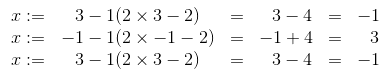 x := 3 − 1(2 × 3 − 2) = 3 − 4 = −1
x := −1 − 1(2 × −1 − 2) = −1 + 4 = 3
x := 3 − 1(2 × 3 − 2) = 3 − 4 = −1